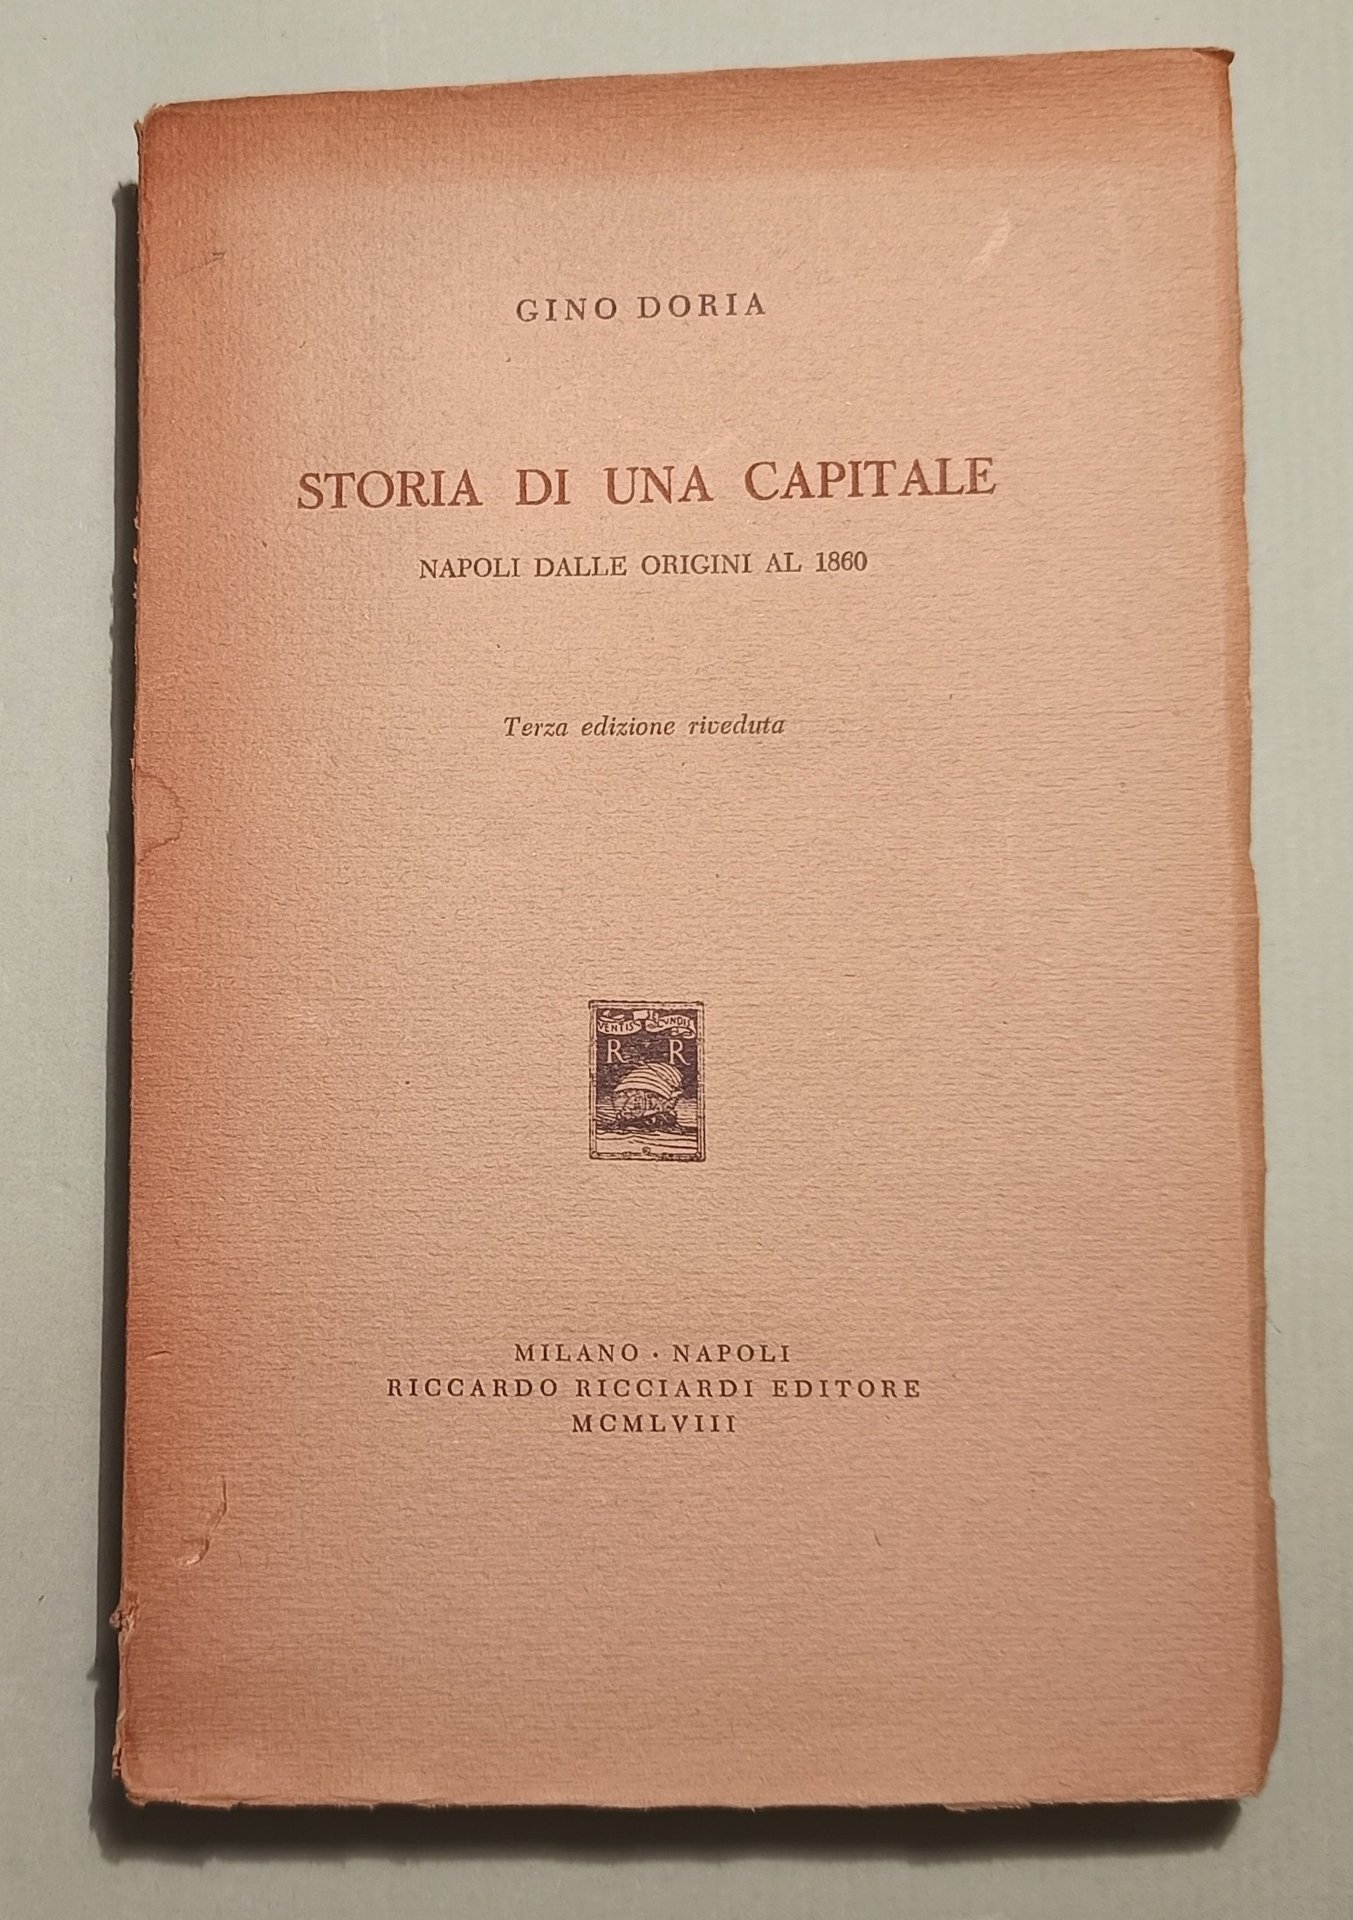 GINO DORIA
STORIA DI UNA CAPITALE
NAPOLI DALLE ORIGINI AL 1860
Terza edizione riveduta
VENTIS SECUNDIS
R R
MILANO · NAPOLI
RICCARDO RICCIARDI EDITORE
MCMLVIII